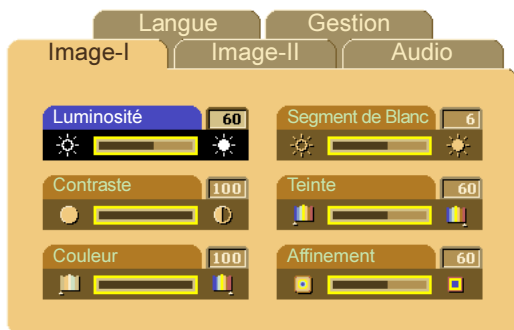 Langue Gestion
Image-I Image-II Audio
Luminosité 60 Segment de Blanc 6
Contraste 100 Teinte 60
Couleur 100 Affinement 60